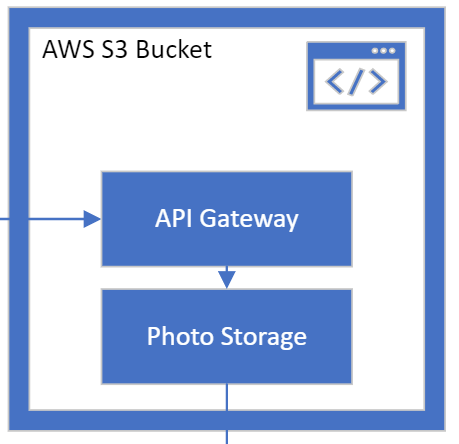 AWS S3 Bucket
</>
API Gateway
Photo Storage